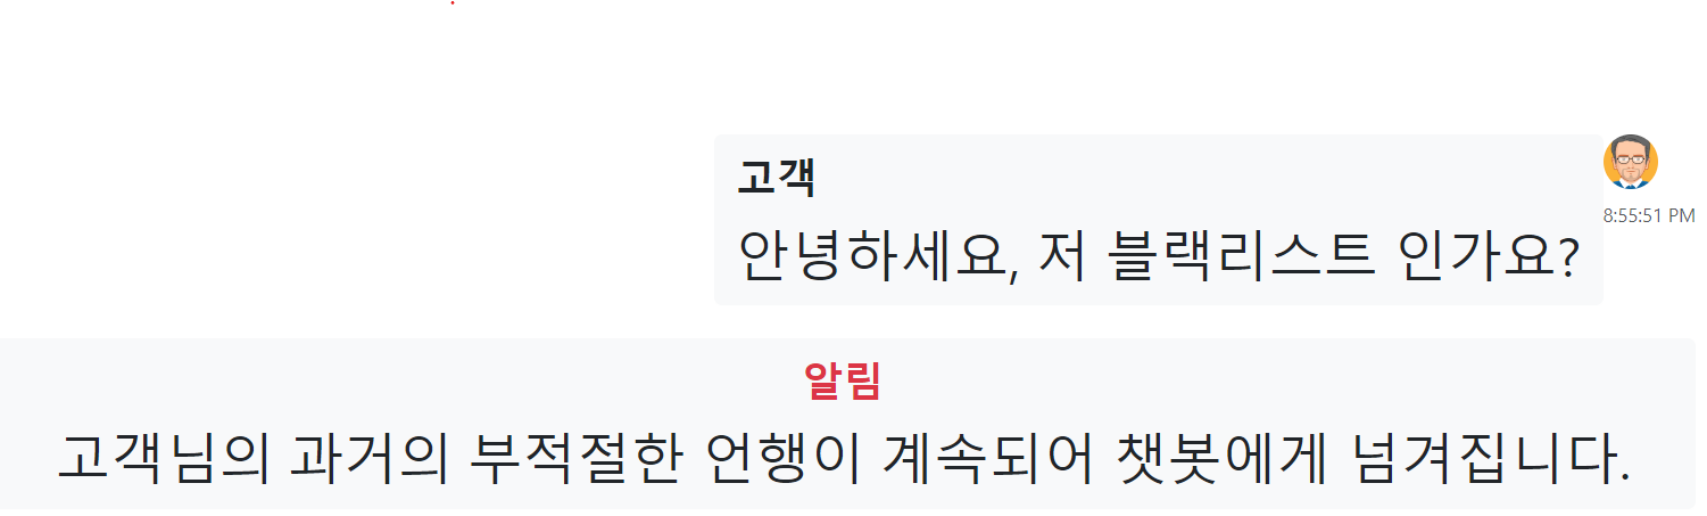 고객
8:55:51 PM
안녕하세요, 저 블랙리스트 인가요?
알림
고객님의 과거의 부적절한 언행이 계속되어 챗봇에게 넘겨집니다.